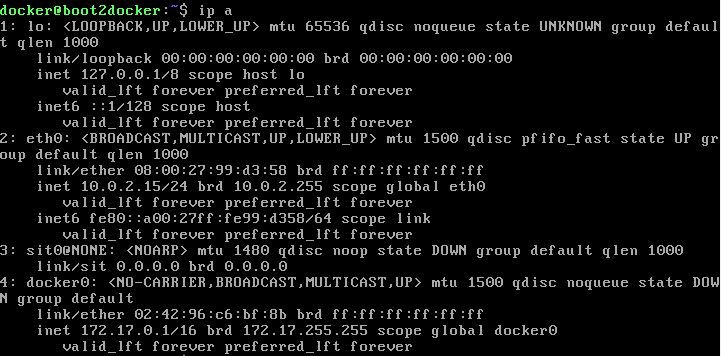 docker@boot2docker:~$ ip a
1: lo: <LOOPBACK,UP,LOWER_UP> mtu 65536 qdisc noqueue state UNKNOWN group defaul
t qlen 1000
    link/loopback 00:00:00:00:00:00 brd 00:00:00:00:00:00
    inet 127.0.0.1/8 scope host lo
       valid_lft forever preferred_lft forever
    inet6 ::1/128 scope host
       valid_lft forever preferred_lft forever
2: eth0: <BROADCAST,MULTICAST,UP,LOWER_UP> mtu 1500 qdisc pfifo_fast state UP gr
oup default qlen 1000
    link/ether 08:00:27:99:d3:58 brd ff:ff:ff:ff:ff:ff
    inet 10.0.2.15/24 brd 10.0.2.255 scope global eth0
       valid_lft forever preferred_lft forever
    inet6 fe80::a00:27ff:fe99:d358/64 scope link
       valid_lft forever preferred_lft forever
3: sit0@NONE: <NOARP> mtu 1480 qdisc noop state DOWN group default qlen 1000
    link/sit 0.0.0.0 brd 0.0.0.0
4: docker0: <NO-CARRIER,BROADCAST,MULTICAST,UP> mtu 1500 qdisc noqueue state DOW
N group default
    link/ether 02:42:96:c6:bf:8b brd ff:ff:ff:ff:ff:ff
    inet 172.17.0.1/16 brd 172.17.255.255 scope global docker0
       valid_lft forever preferred_lft forever